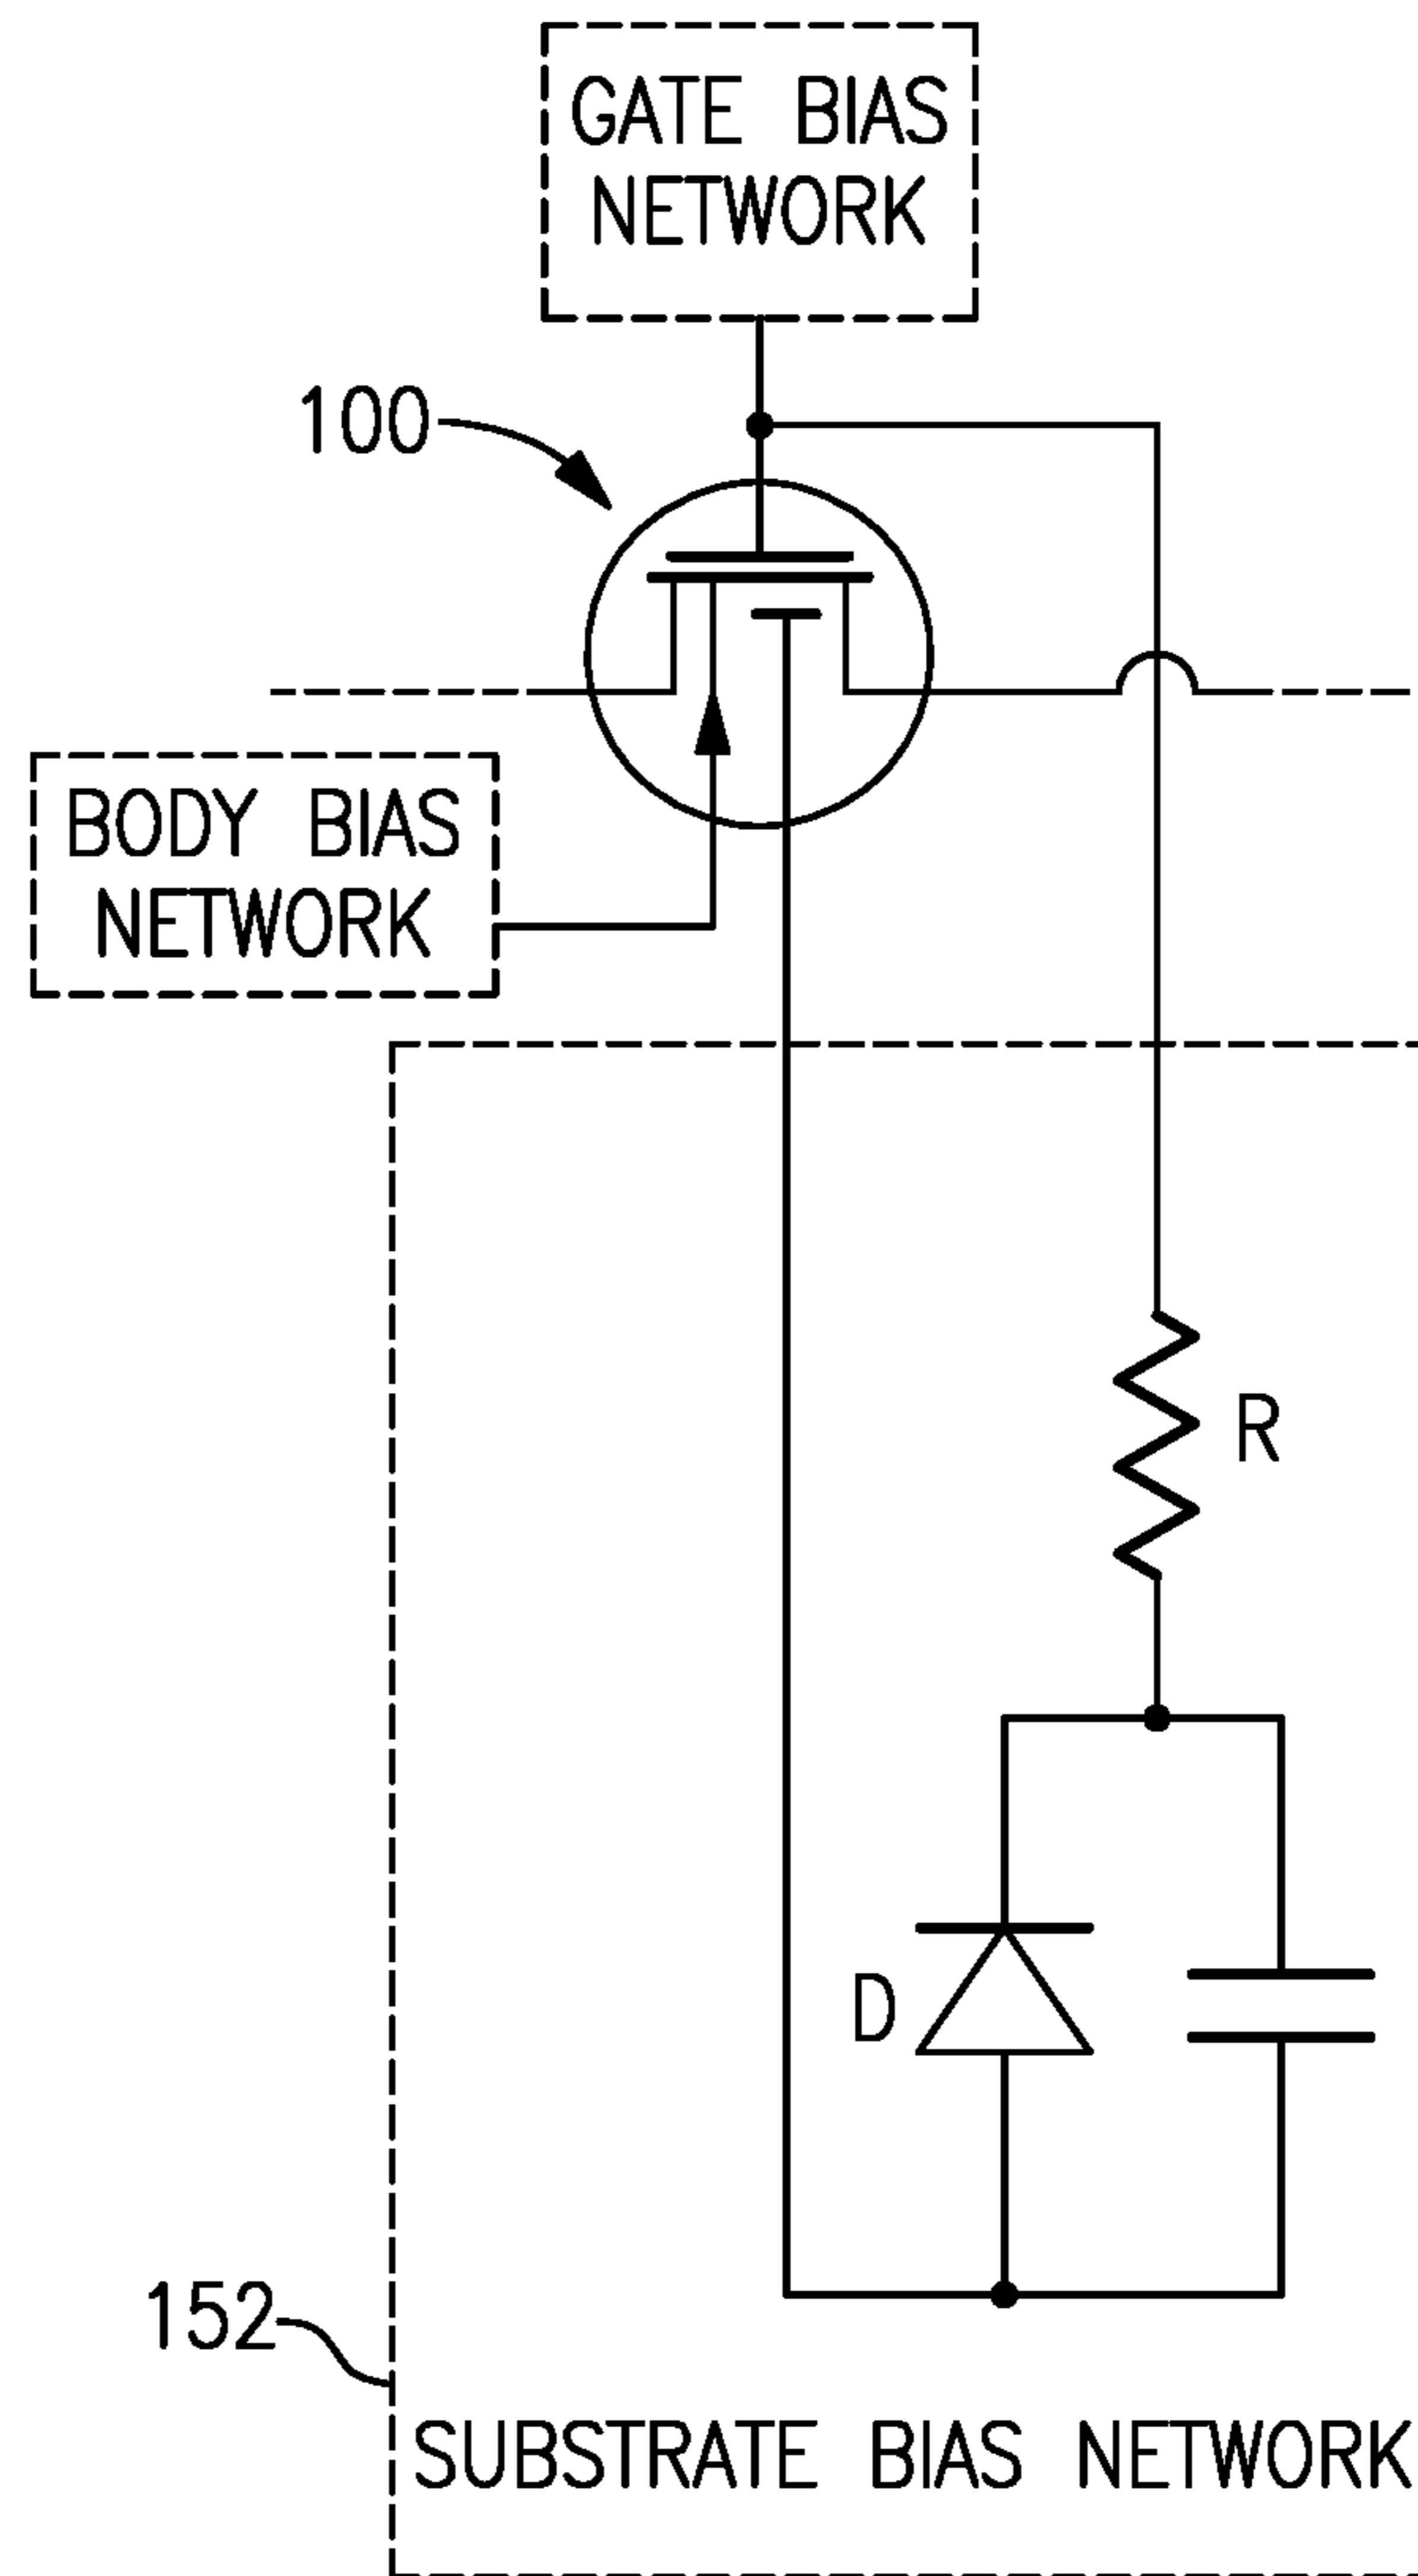 GATE BIAS
NETWORK
100
BODY BIAS
NETWORK
R
D
152
SUBSTRATE BIAS NETWORK